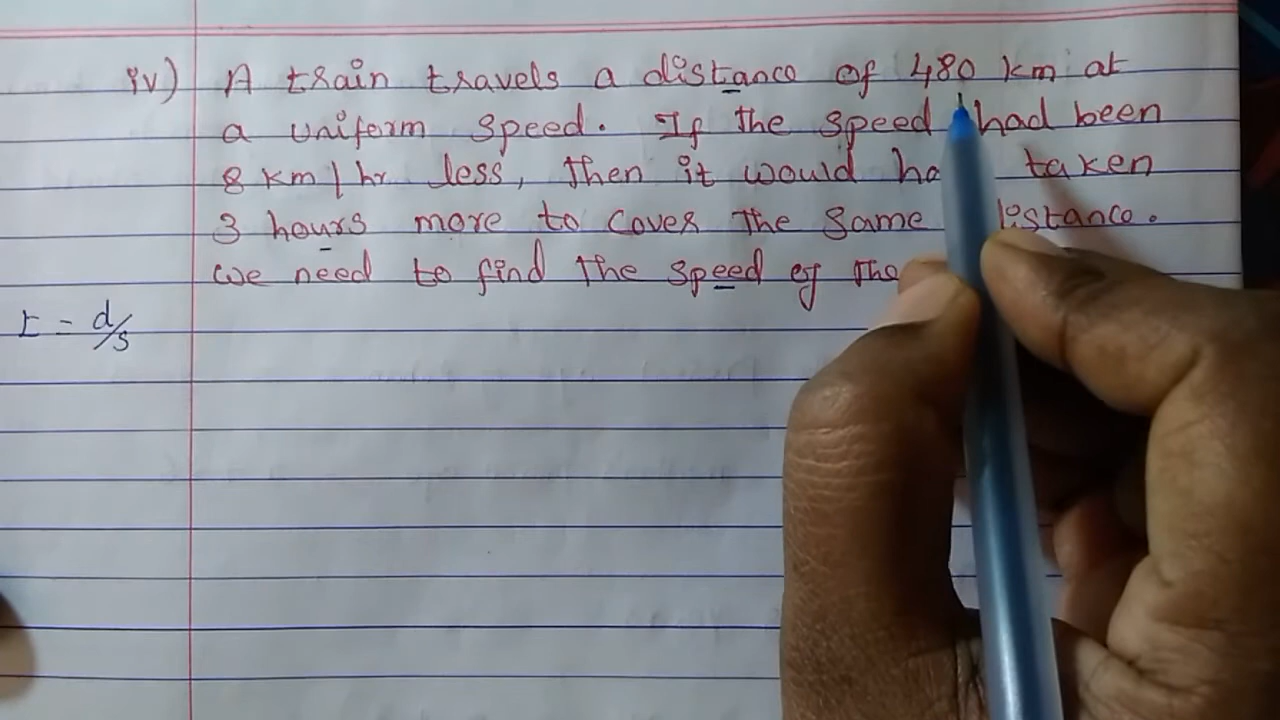 iv) A train travels a distance of 480 km at
a uniform speed. If the speed had been
8 km/hr less, then it would ha taken
3 hours more to cover the same distance.
we need to find the speed of the
t = d/s